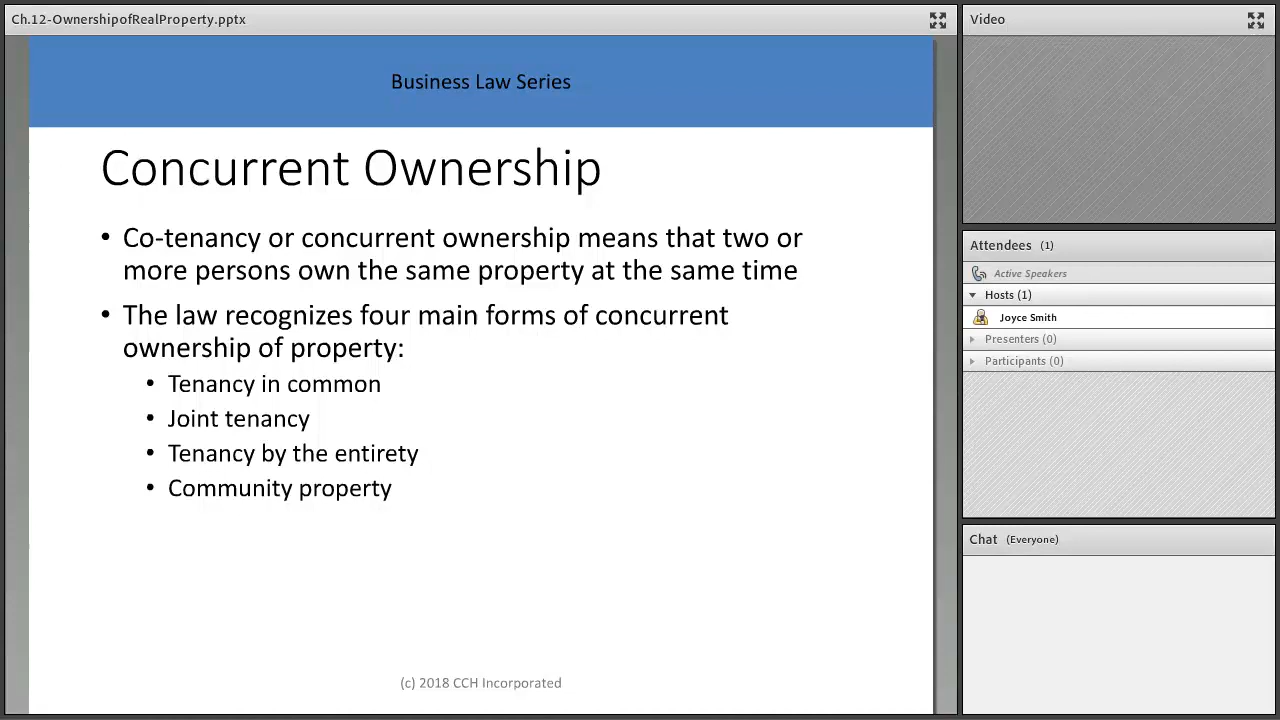 Ch.12-OwnershipofRealProperty.pptx
Business Law Series
Concurrent Ownership
• Co-tenancy or concurrent ownership means that two or
more persons own the same property at the same time
• The law recognizes four main forms of concurrent
ownership of property:
• Tenancy in common
• Joint tenancy
• Tenancy by the entirety
• Community property
(c) 2018 CCH Incorporated
Video
Attendees (1)
Active Speakers
Hosts (1)
Joyce Smith
Presenters (0)
Participants (0)
Chat (Everyone)